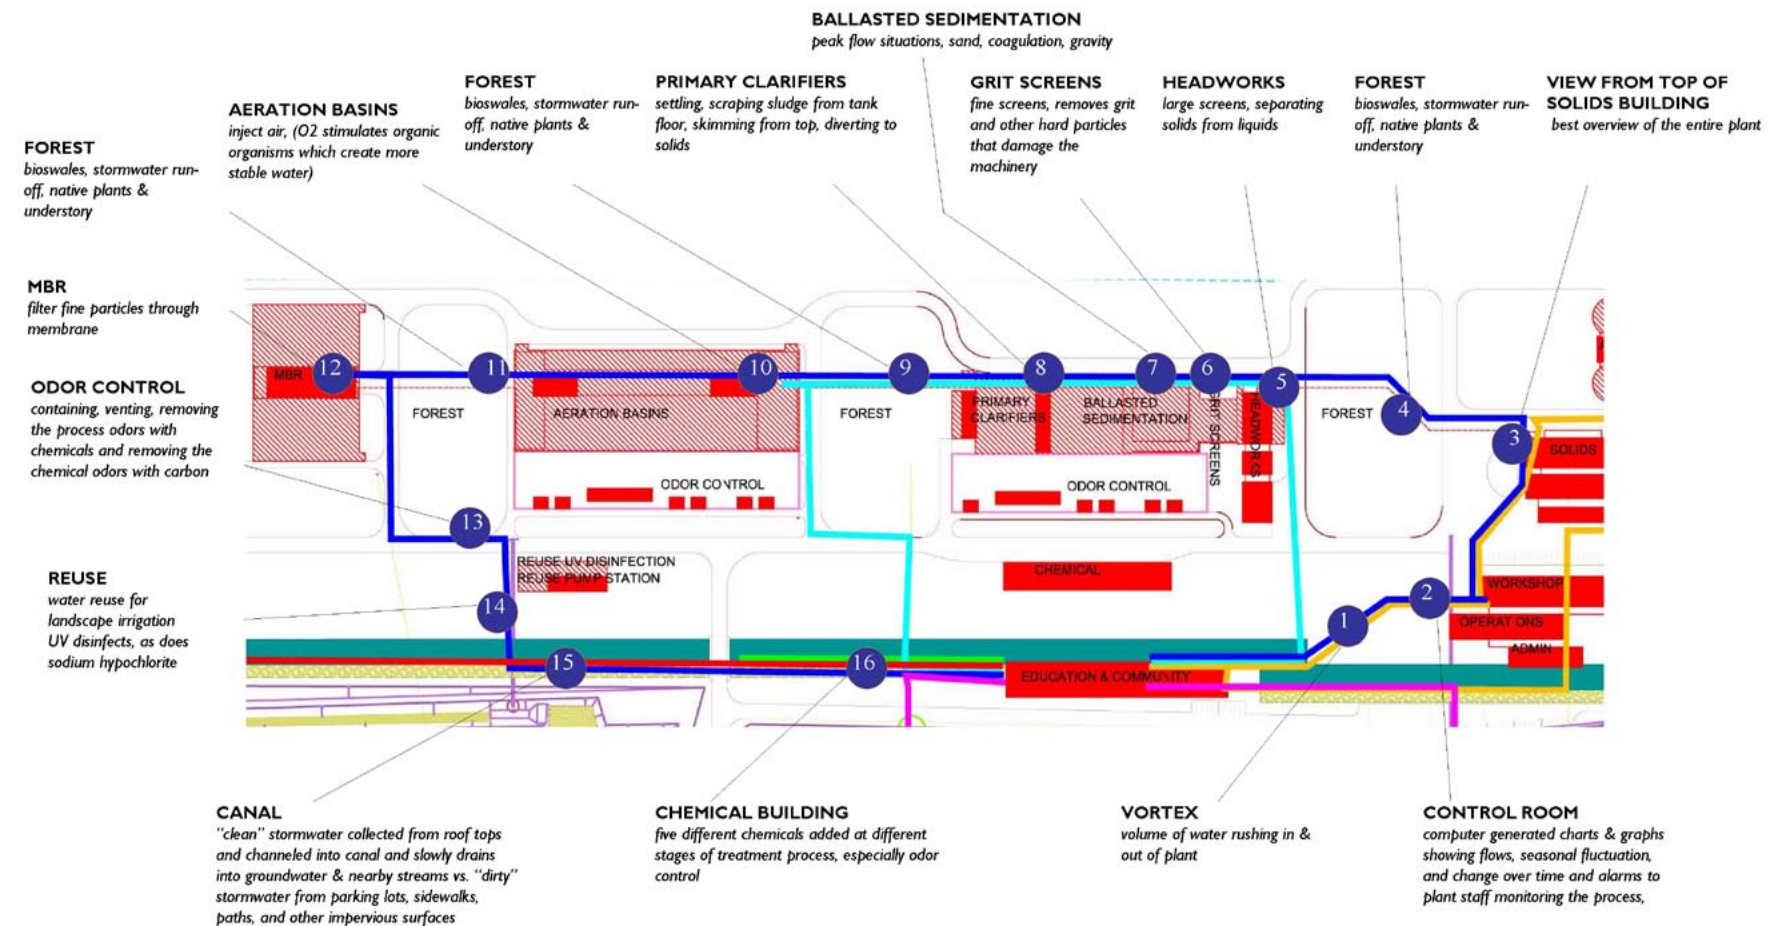 BALLASTED SEDIMENTATION
peak flow situations, sand, coagulation, gravity
FOREST
bioswales, stormwater run-
off, native plants &
understory
AERATION BASINS
inject air, (O2 stimulates organic
organisms which create more
stable water)
FOREST
bioswales, stormwater run-
off, native plants &
understory
PRIMARY CLARIFIERS
settling, scraping sludge from tank
floor, skimming from top, diverting to
solids
GRIT SCREENS
fine screens, removes grit
and other hard particles
that damage the
machinery
HEADWORKS
large screens, separating
solids from liquids
FOREST
bioswales, stormwater run-
off, native plants &
understory
VIEW FROM TOP OF
SOLIDS BUILDING
best overview of the entire plant
MBR
filter fine particles through
membrane
ODOR CONTROL
containing, venting, removing
the process odors with
chemicals and removing the
chemical odors with carbon
REUSE
water reuse for
landscape irrigation
UV disinfects, as does
sodium hypochlorite
MBR
12
11
10
9
8
7
6
5
4
3
FOREST
AERATION BASINS
FOREST
PRIMARY
CLARIFIERS
BALLASTED
SEDIMENTATION
GRIT SCREENS
HEADWORKS
FOREST
SOLIDS
ODOR CONTROL
ODOR CONTROL
13
REUSE UV DISINFECTION
REUSE PUMP STATION
CHEMICAL
WORKSHOP
14
2
1
OPERATIONS
ADMIN
15
16
EDUCATION & COMMUNITY
CANAL
"clean" stormwater collected from roof tops
and channeled into canal and slowly drains
into groundwater & nearby streams vs. "dirty"
stormwater from parking lots, sidewalks,
paths, and other impervious surfaces
CHEMICAL BUILDING
five different chemicals added at different
stages of treatment process, especially odor
control
VORTEX
volume of water rushing in &
out of plant
CONTROL ROOM
computer generated charts & graphs
showing flows, seasonal fluctuation,
and change over time and alarms to
plant staff monitoring the process,